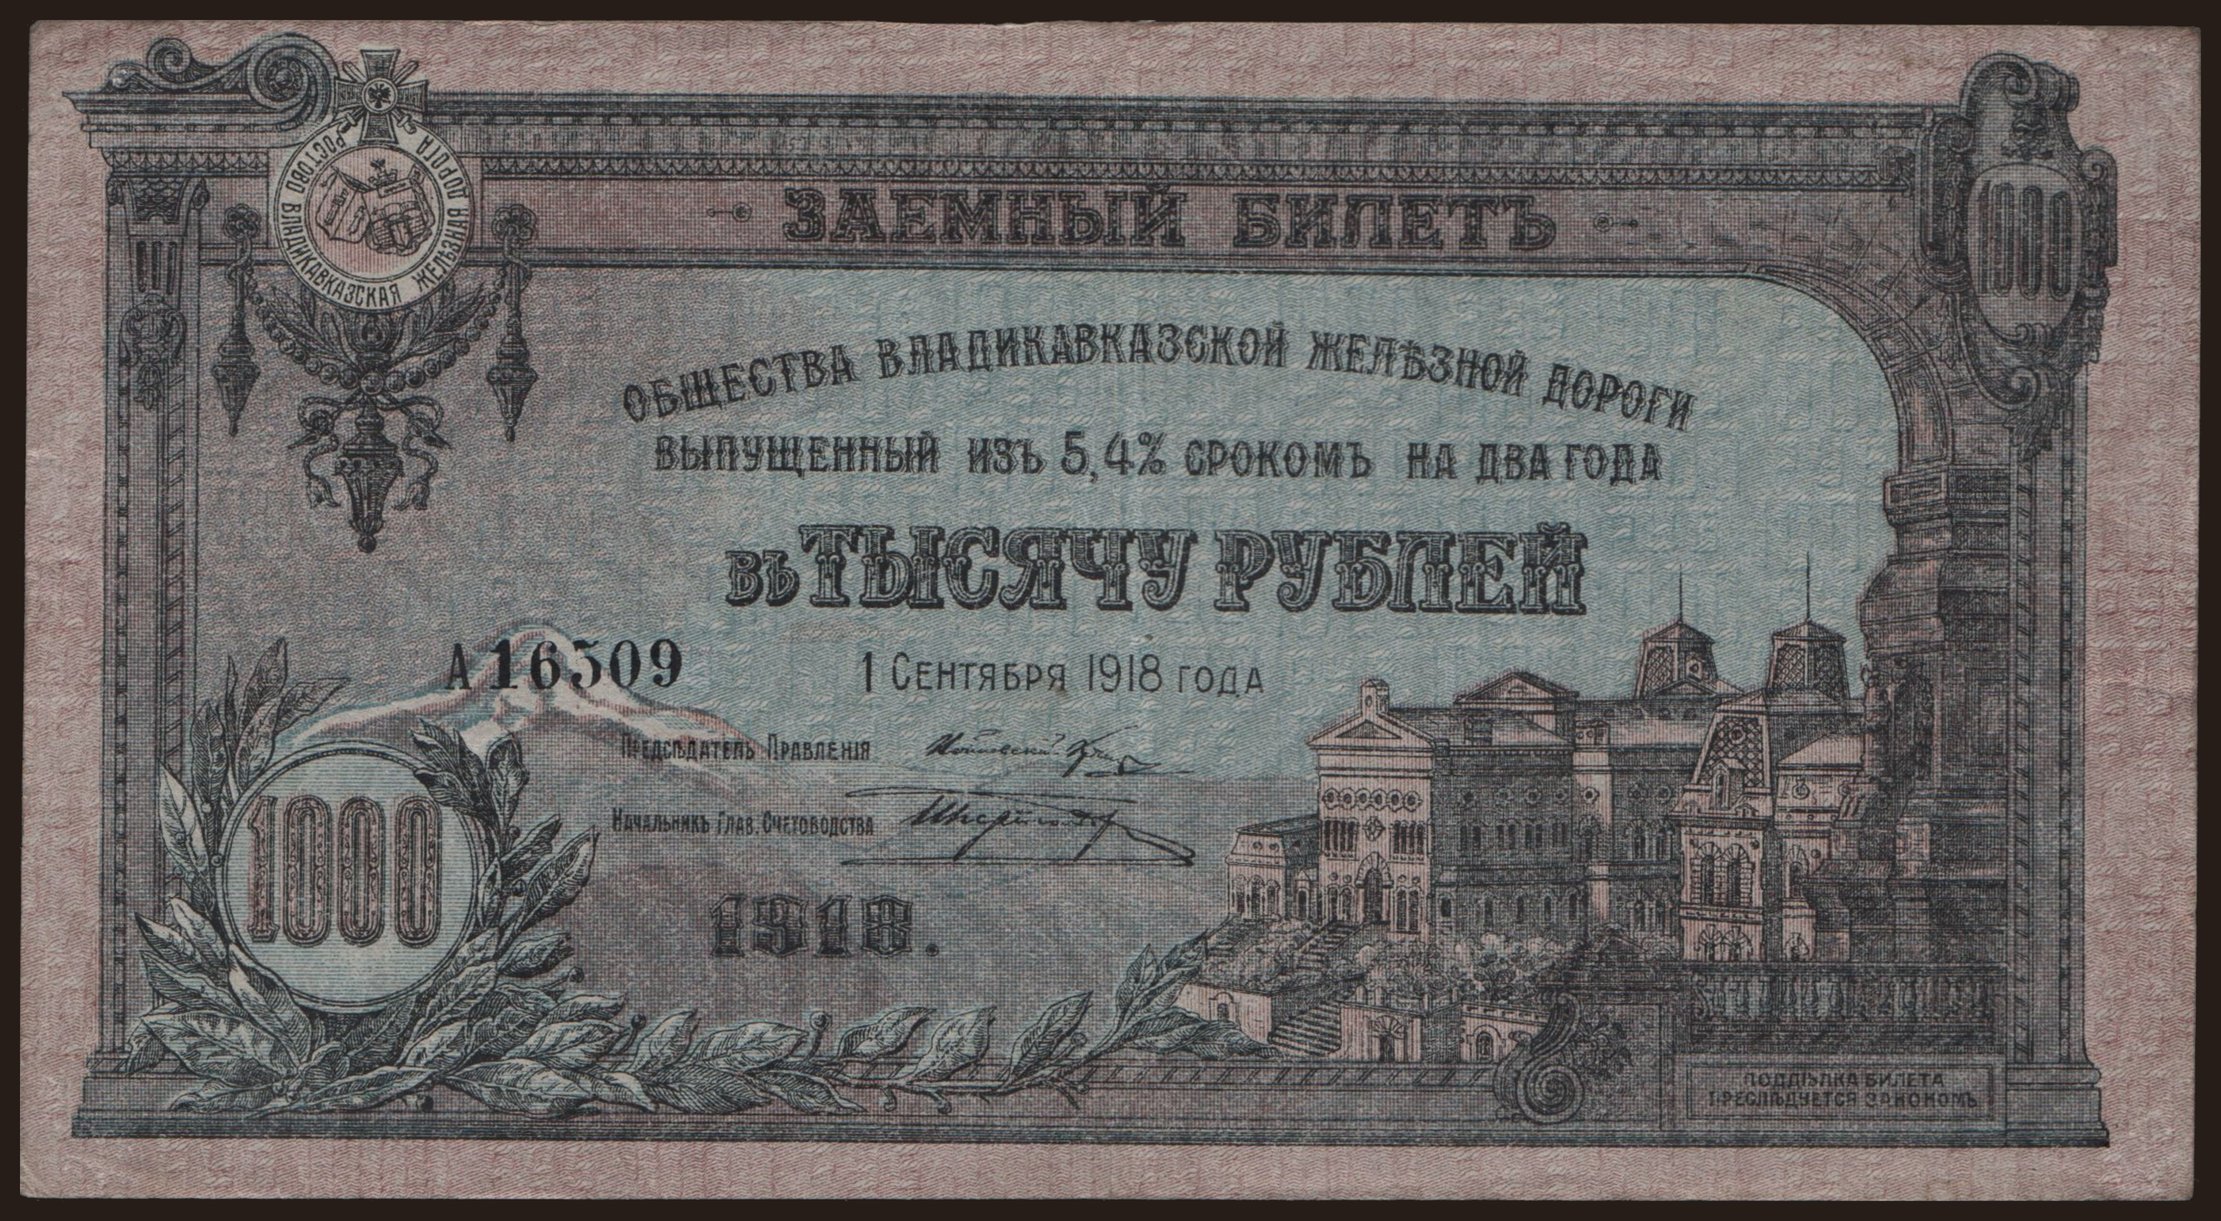 РОСТОВО ВЛАДИКАВКАЗСКАЯ ЖЕЛѢЗНАЯ ДОРОГА
ЗАЕМНЫЙ БИЛЕТЪ
1000
ОБЩЕСТВА ВЛАДИКАВКАЗСКОЙ ЖЕЛѢЗНОЙ ДОРОГИ
ВЫПУЩЕННЫЙ ИЗЪ 5,4% СРОКОМЪ НА ДВА ГОДА
ВЪ ТЫСЯЧУ РУБЛЕЙ
А 16509
1 СЕНТЯБРЯ 1918 ГОДА
ПРЕДСѢДАТЕЛЬ ПРАВЛЕНІЯ
НАЧАЛЬНИКЪ ГЛАВ. СЧЕТОВОДСТВА
1000
1918.
ПОДДѢЛКА БИЛЕТА
ПРЕСЛѢДУЕТСЯ ЗАКОНОМЪ